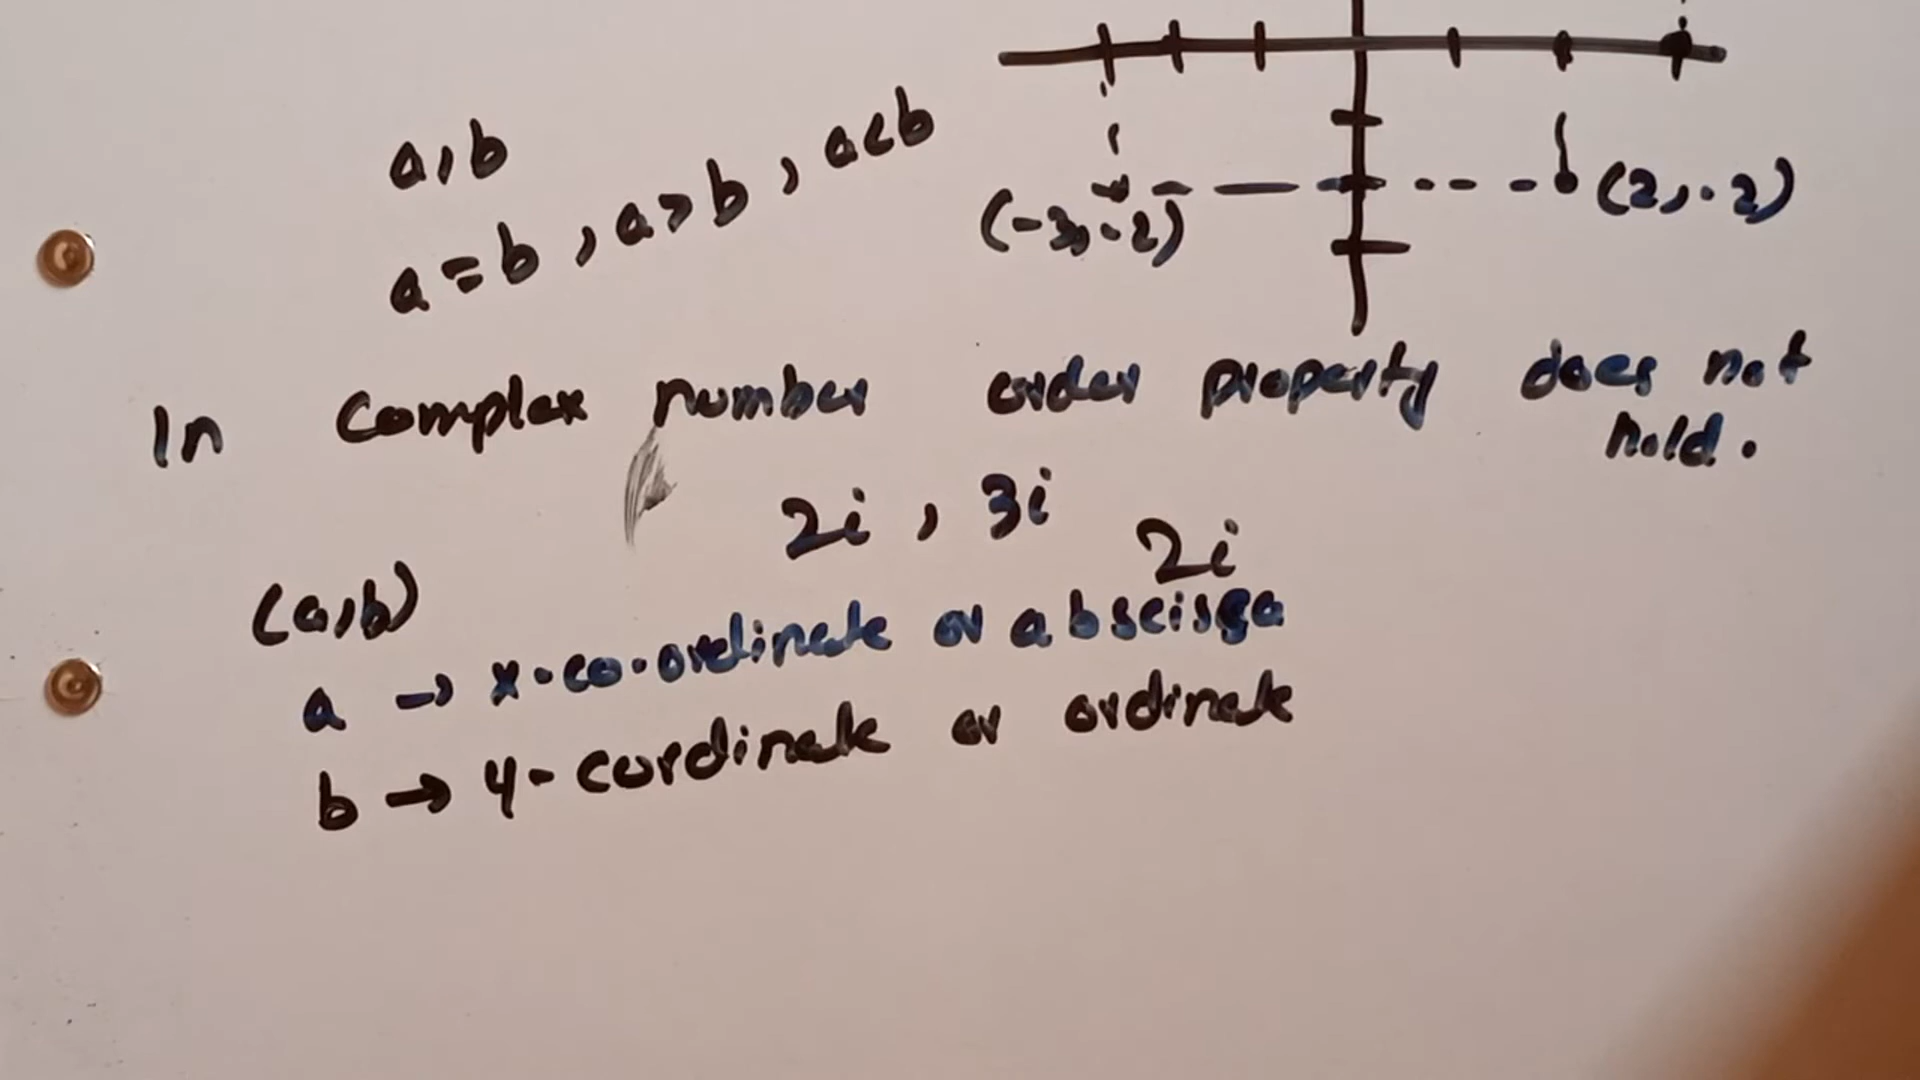 a,b
a=b, a>b, a<b
(-3,-2)
(2,-2)
In Complex number order property does not
hold.
2i, 3i 2i
(a,b)
a → x-co-ordinate or abscissa
b → y-cordinate or ordinate